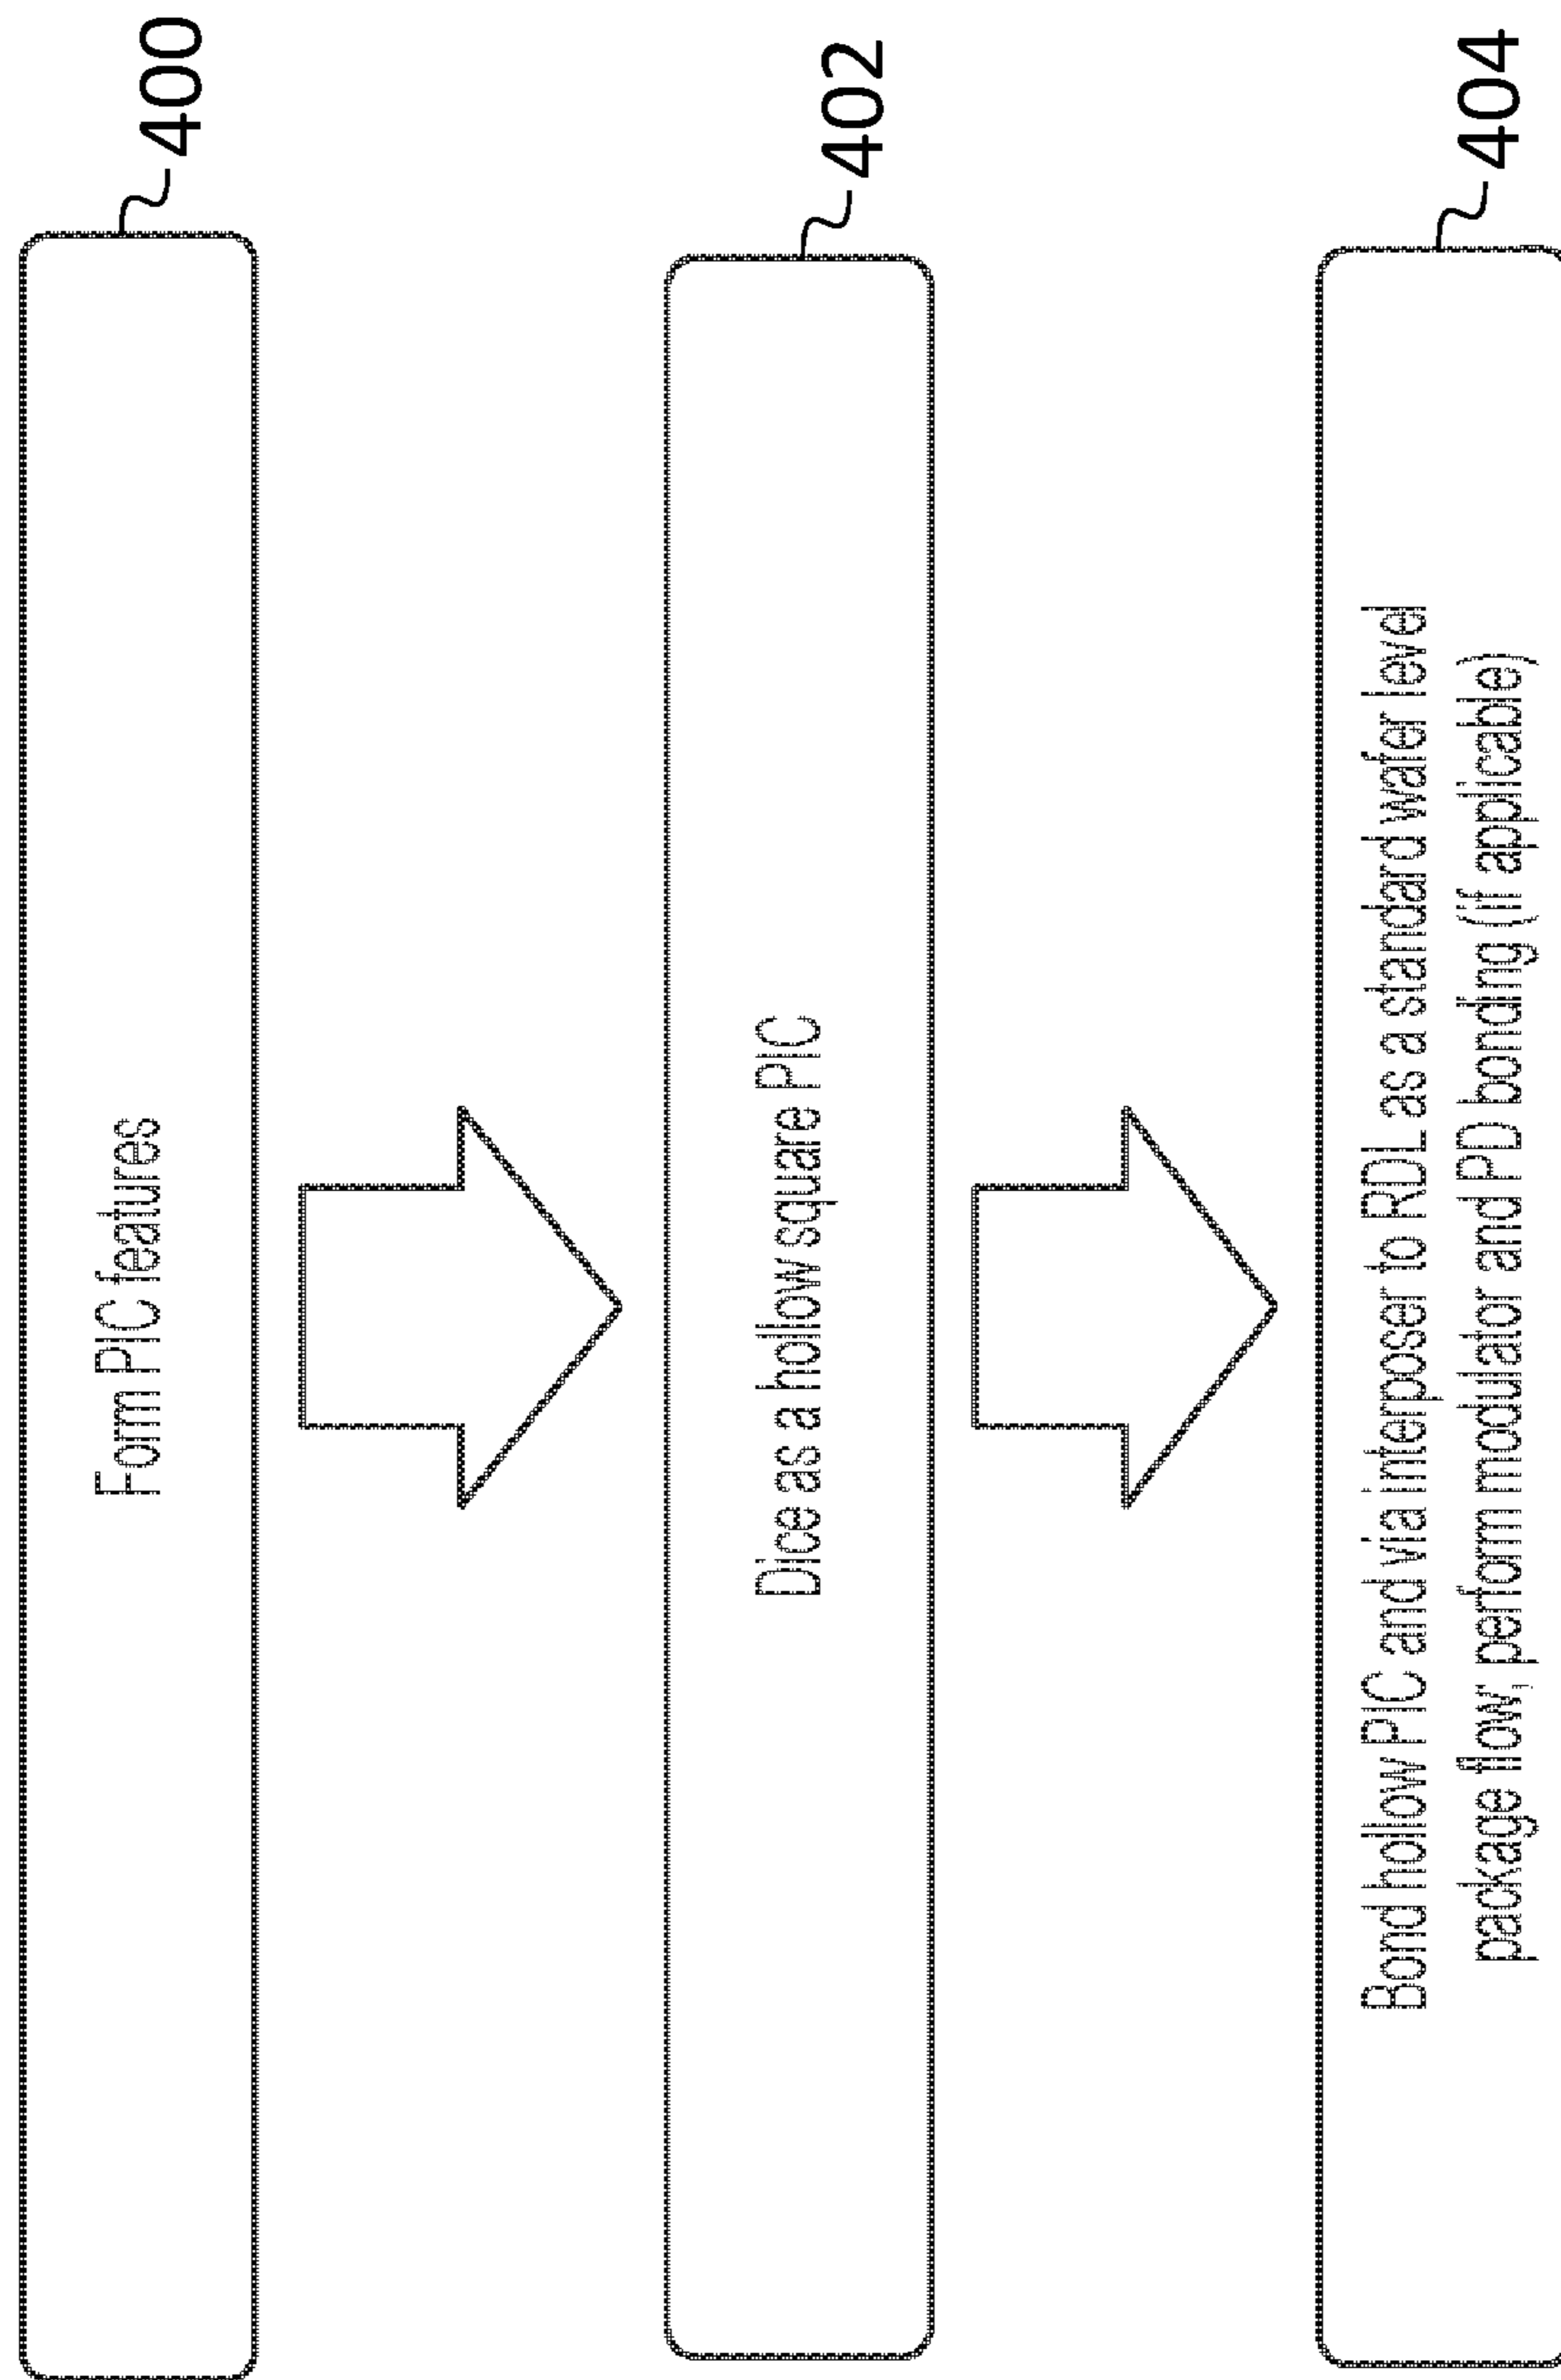 Form PIC features
400
Dice as a hollow square PIC
402
Bond hollow PIC and via interposer to RDL as a standard wafer level
package flow; perform modulator and PD bonding (if applicable)
404